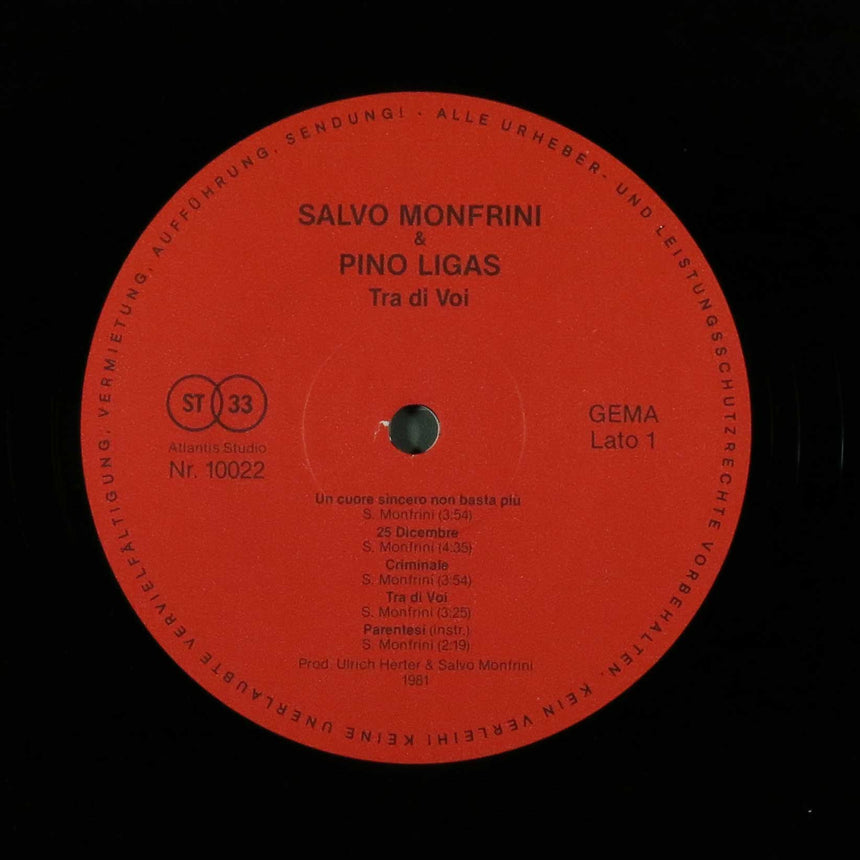 ALLE URHEBER- UND LEISTUNGSSCHUTZRECHTE VORBEHALTEN. KEIN VERLEIH! KEINE UNERLAUBTE VERVIELFÄLTIGUNG, VERMIETUNG, AUFFÜHRUNG, SENDUNG! ·
SALVO MONFRINI
&
PINO LIGAS
Tra di Voi
ST 33
Atlantis Studio
Nr. 10022
GEMA
Lato 1
Un cuore sincero non basta più
S. Monfrini (3:54)
25 Dicembre
S. Monfrini (4:35)
Criminale
S. Monfrini (3:54)
Tra di Voi
S. Monfrini (3:25)
Parentesi (instr.)
S. Monfrini (2:19)
Prod. Ulrich Herter & Salvo Monfrini
1981